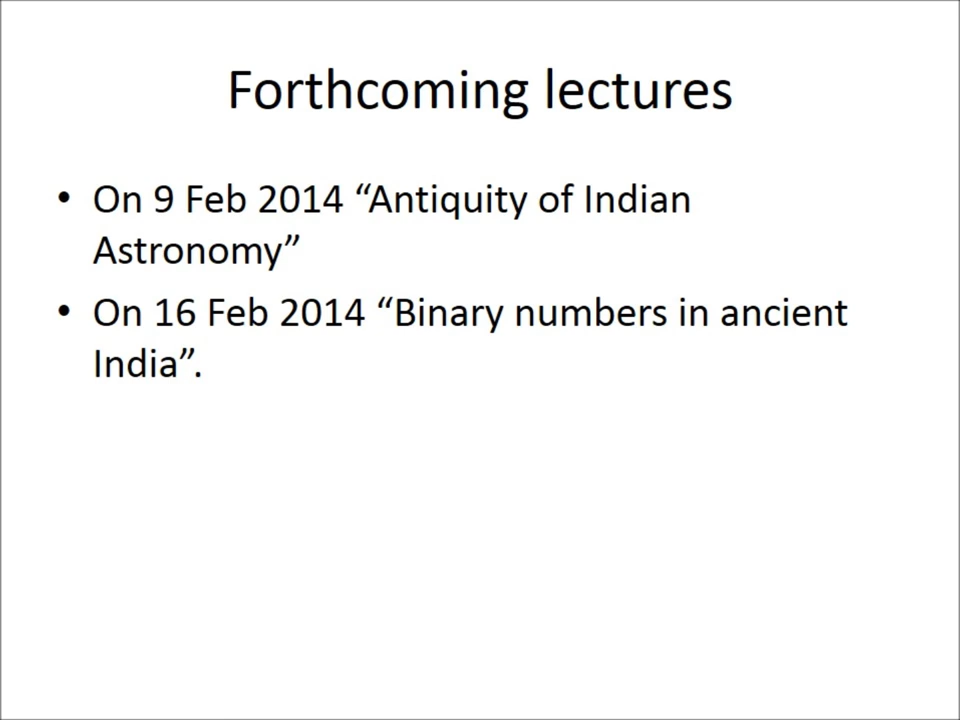 Forthcoming lectures
• On 9 Feb 2014 “Antiquity of Indian
Astronomy”
• On 16 Feb 2014 “Binary numbers in ancient
India”.